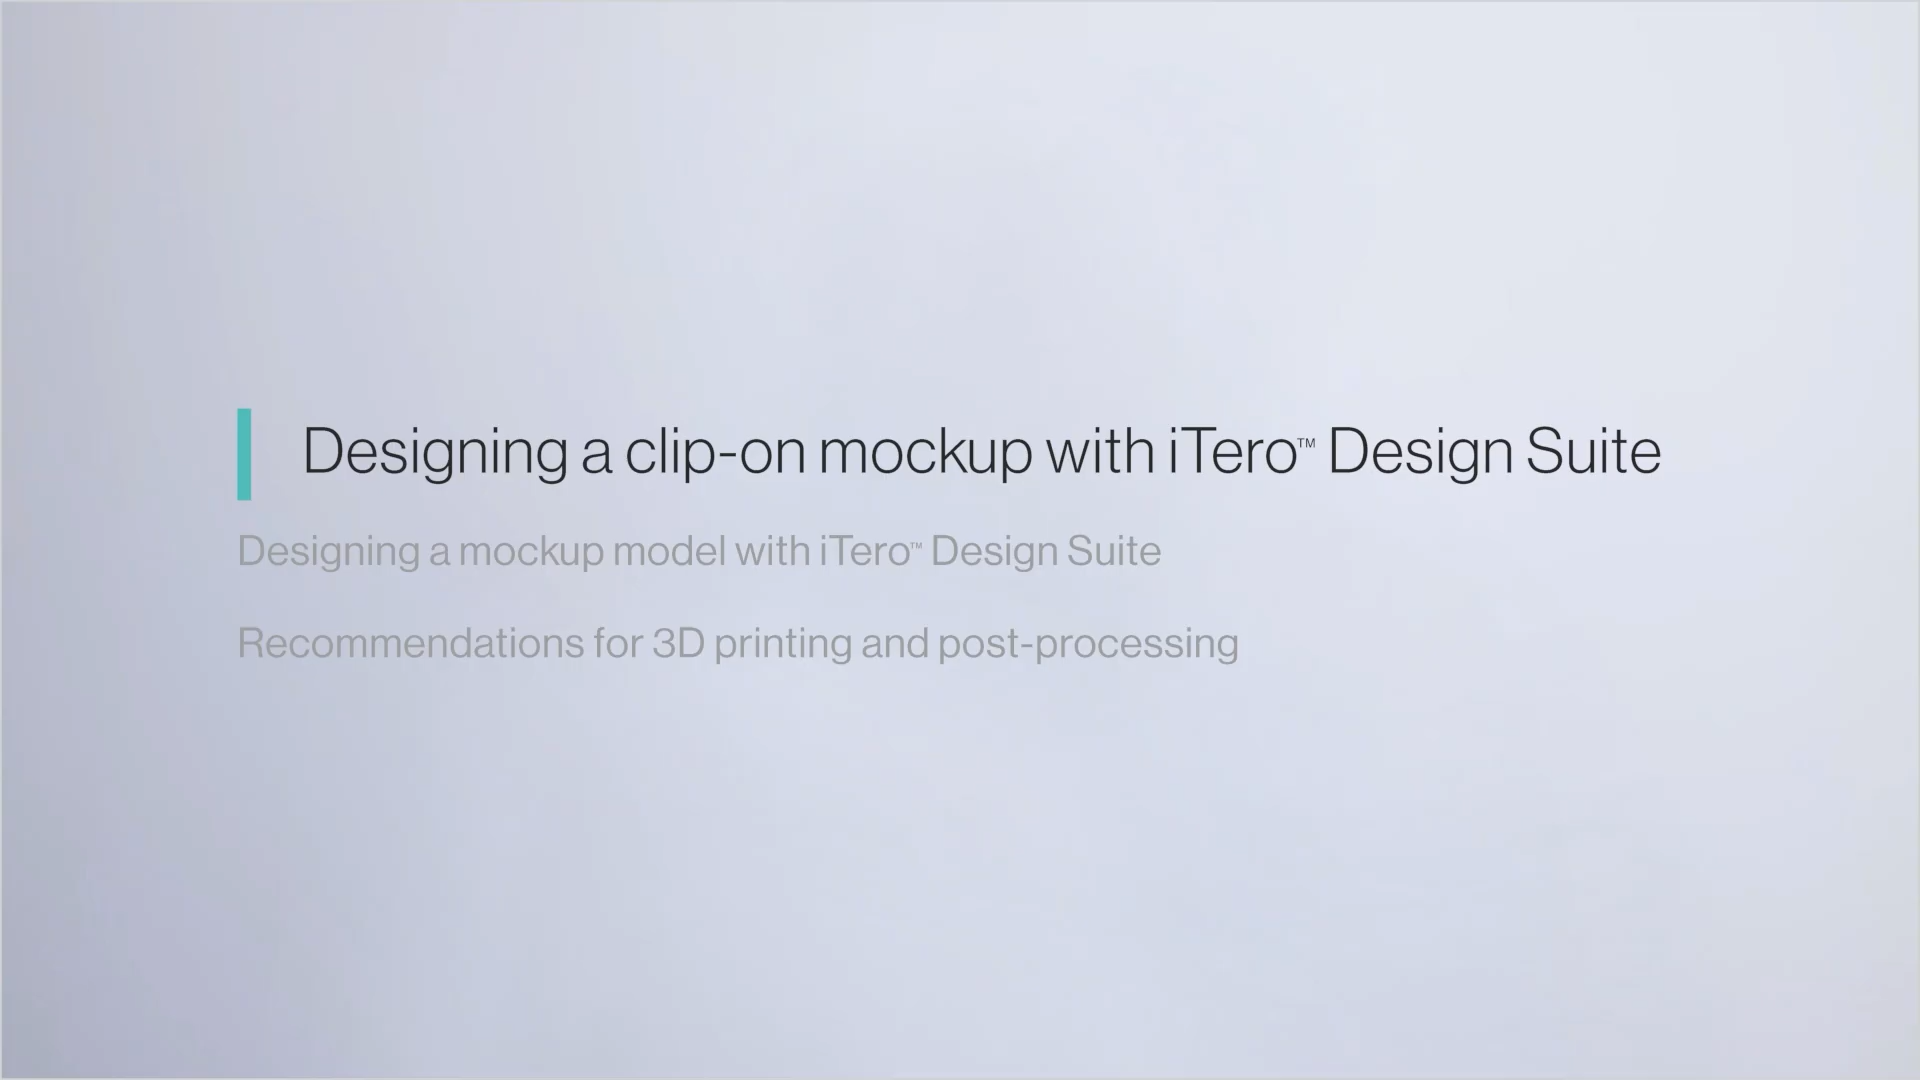 Designing a clip-on mockup with iTero™ Design Suite
Designing a mockup model with iTero™ Design Suite
Recommendations for 3D printing and post-processing